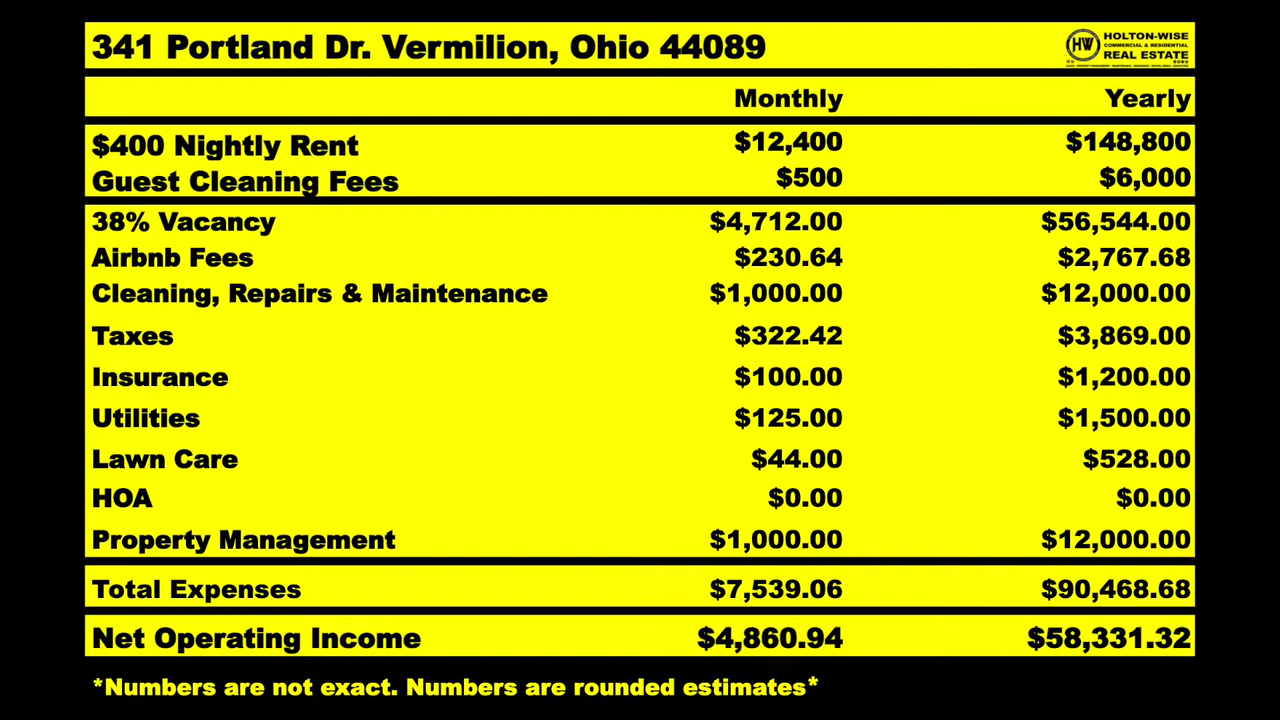 341 Portland Dr. Vermilion, Ohio 44089
HW HOLTON-WISE
COMMERCIAL & RESIDENTIAL
REAL ESTATE
Monthly Yearly
$400 Nightly Rent $12,400 $148,800
Guest Cleaning Fees $500 $6,000
38% Vacancy $4,712.00 $56,544.00
Airbnb Fees $230.64 $2,767.68
Cleaning, Repairs & Maintenance $1,000.00 $12,000.00
Taxes $322.42 $3,869.00
Insurance $100.00 $1,200.00
Utilities $125.00 $1,500.00
Lawn Care $44.00 $528.00
HOA $0.00 $0.00
Property Management $1,000.00 $12,000.00
Total Expenses $7,539.06 $90,468.68
Net Operating Income $4,860.94 $58,331.32
*Numbers are not exact. Numbers are rounded estimates*